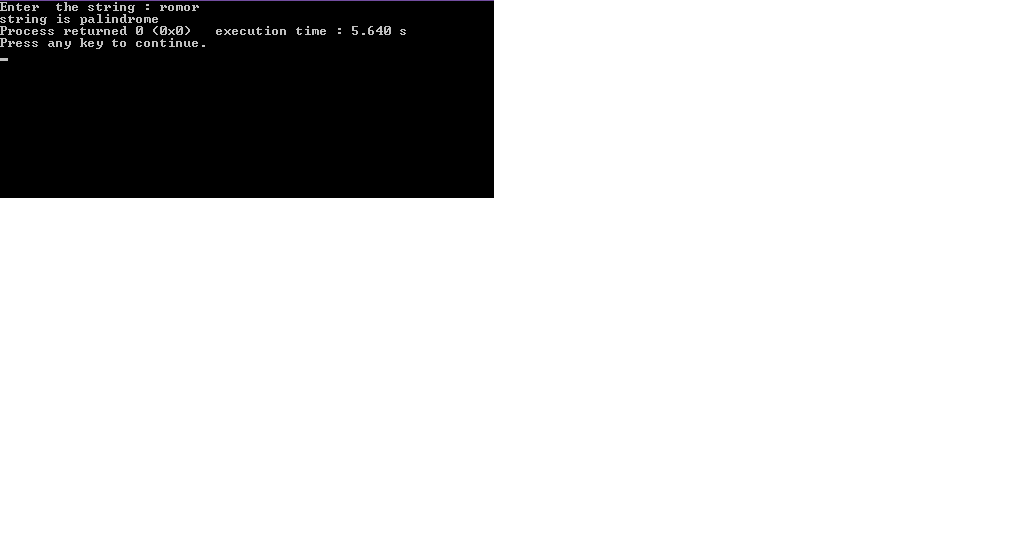 Enter  the string : romor
string is palindrome
Process returned 0 (0x0)   execution time : 5.640 s
Press any key to continue.